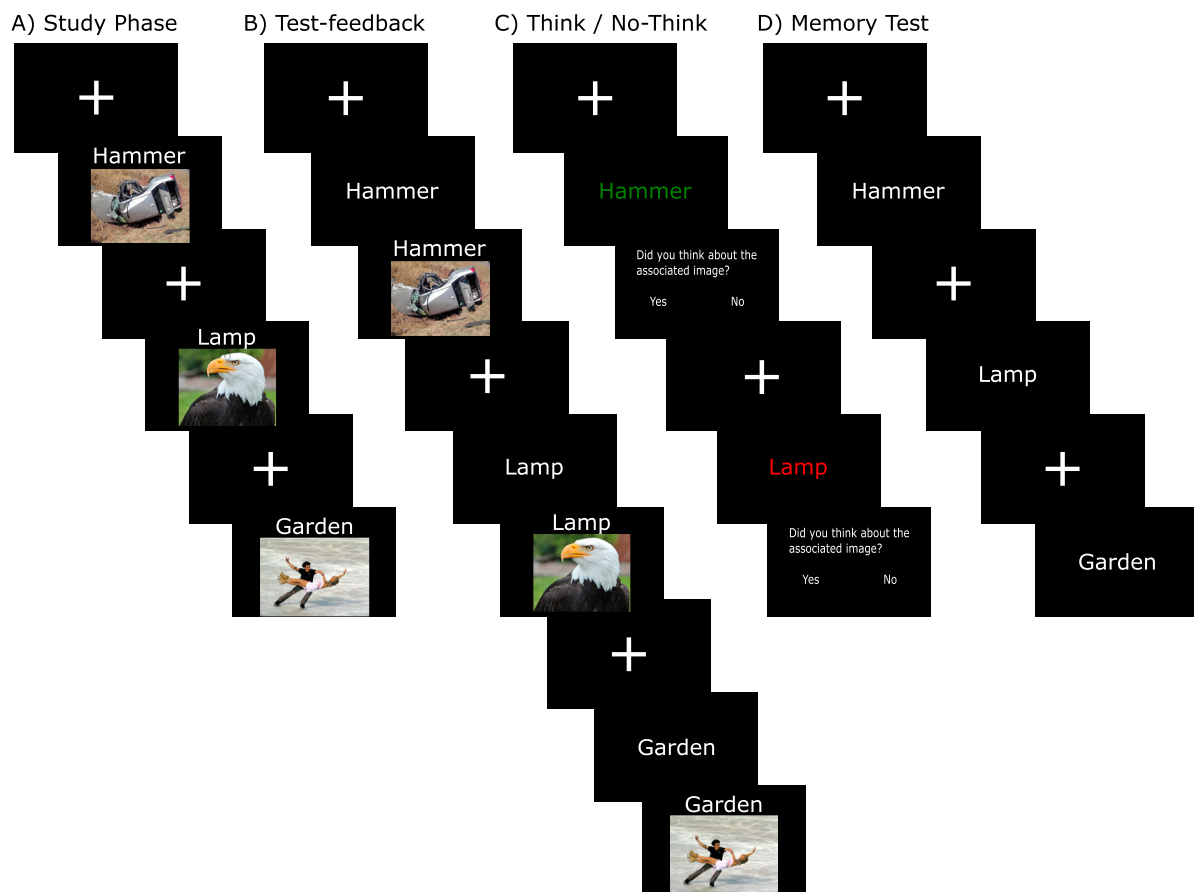 A) Study Phase
Hammer
Lamp
Garden
B) Test-feedback
Hammer
Hammer
Lamp
Lamp
Garden
Garden
C) Think / No-Think
Hammer
Did you think about the
associated image?
Yes No
Lamp
Did you think about the
associated image?
Yes No
D) Memory Test
Hammer
Lamp
Garden